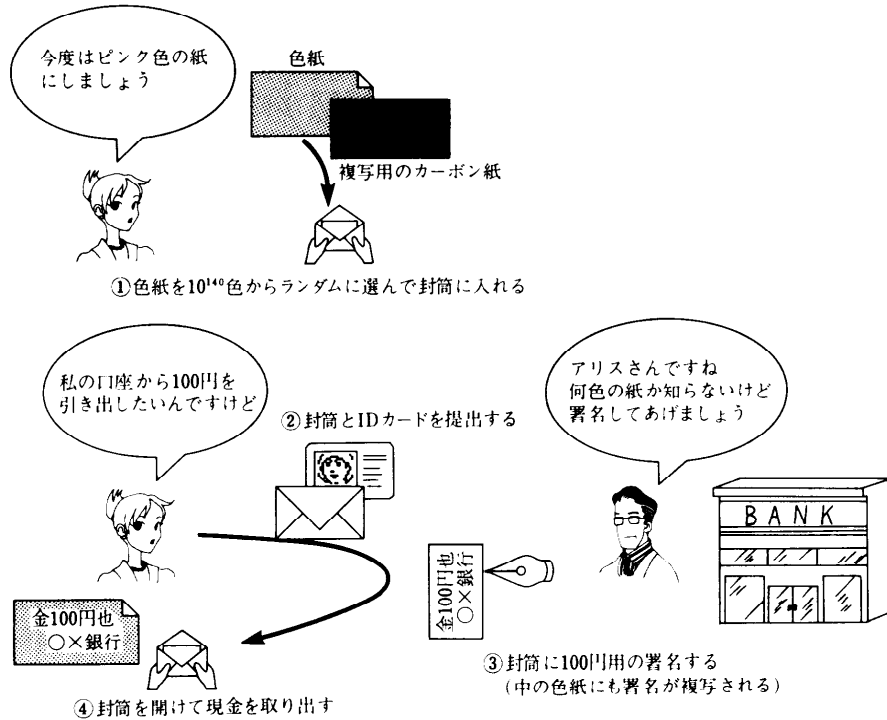 今度はピンク色の紙
にしましょう
色紙
複写用のカーボン紙
①色紙を10¹⁴⁰色からランダムに選んで封筒に入れる
私の口座から100円を
引き出したいんですけど
②封筒とIDカードを提出する
アリスさんですね
何色の紙か知らないけど
署名してあげましょう
BANK
金100円也
○×銀行
③封筒に100円用の署名する
(中の色紙にも署名が複写される)
金100円也
○×銀行
④封筒を開けて現金を取り出す